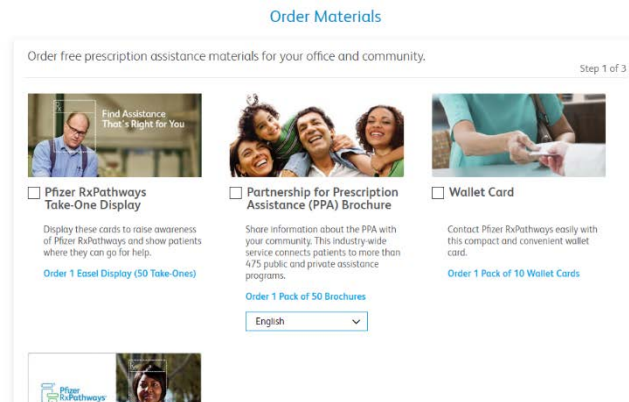 Order Materials
Order free prescription assistance materials for your office and community.
Step 1 of 3
Find Assistance
That's Right for You
Pfizer RxPathways
Take-One Display
Display these cards to raise awareness
of Pfizer RxPathways and show patients
where they can go for help.
Order 1 Easel Display (50 Take-Ones)
Partnership for Prescription
Assistance (PPA) Brochure
Share information about the PPA with
your community. This industry-wide
service connects patients to more than
475 public and private assistance
programs.
Order 1 Pack of 50 Brochures
English
Wallet Card
Contact Pfizer RxPathways easily with
this compact and convenient wallet
card.
Order 1 Pack of 10 Wallet Cards
Pfizer
RxPathways